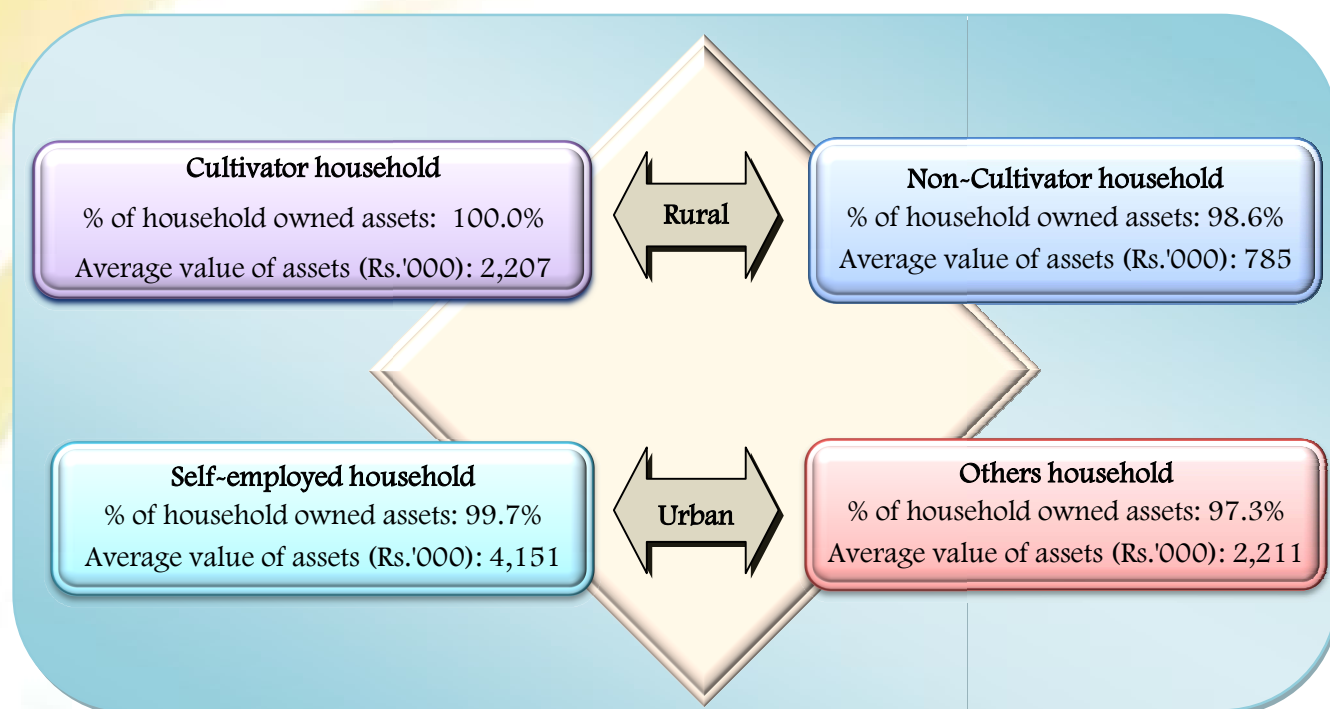 Cultivator household
% of household owned assets: 100.0%
Average value of assets (Rs.'000): 2,207
Rural
Non-Cultivator household
% of household owned assets: 98.6%
Average value of assets (Rs.'000): 785
Self-employed household
% of household owned assets: 99.7%
Average value of assets (Rs.'000): 4,151
Urban
Others household
% of household owned assets: 97.3%
Average value of assets (Rs.'000): 2,211